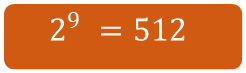 2⁹ = 512